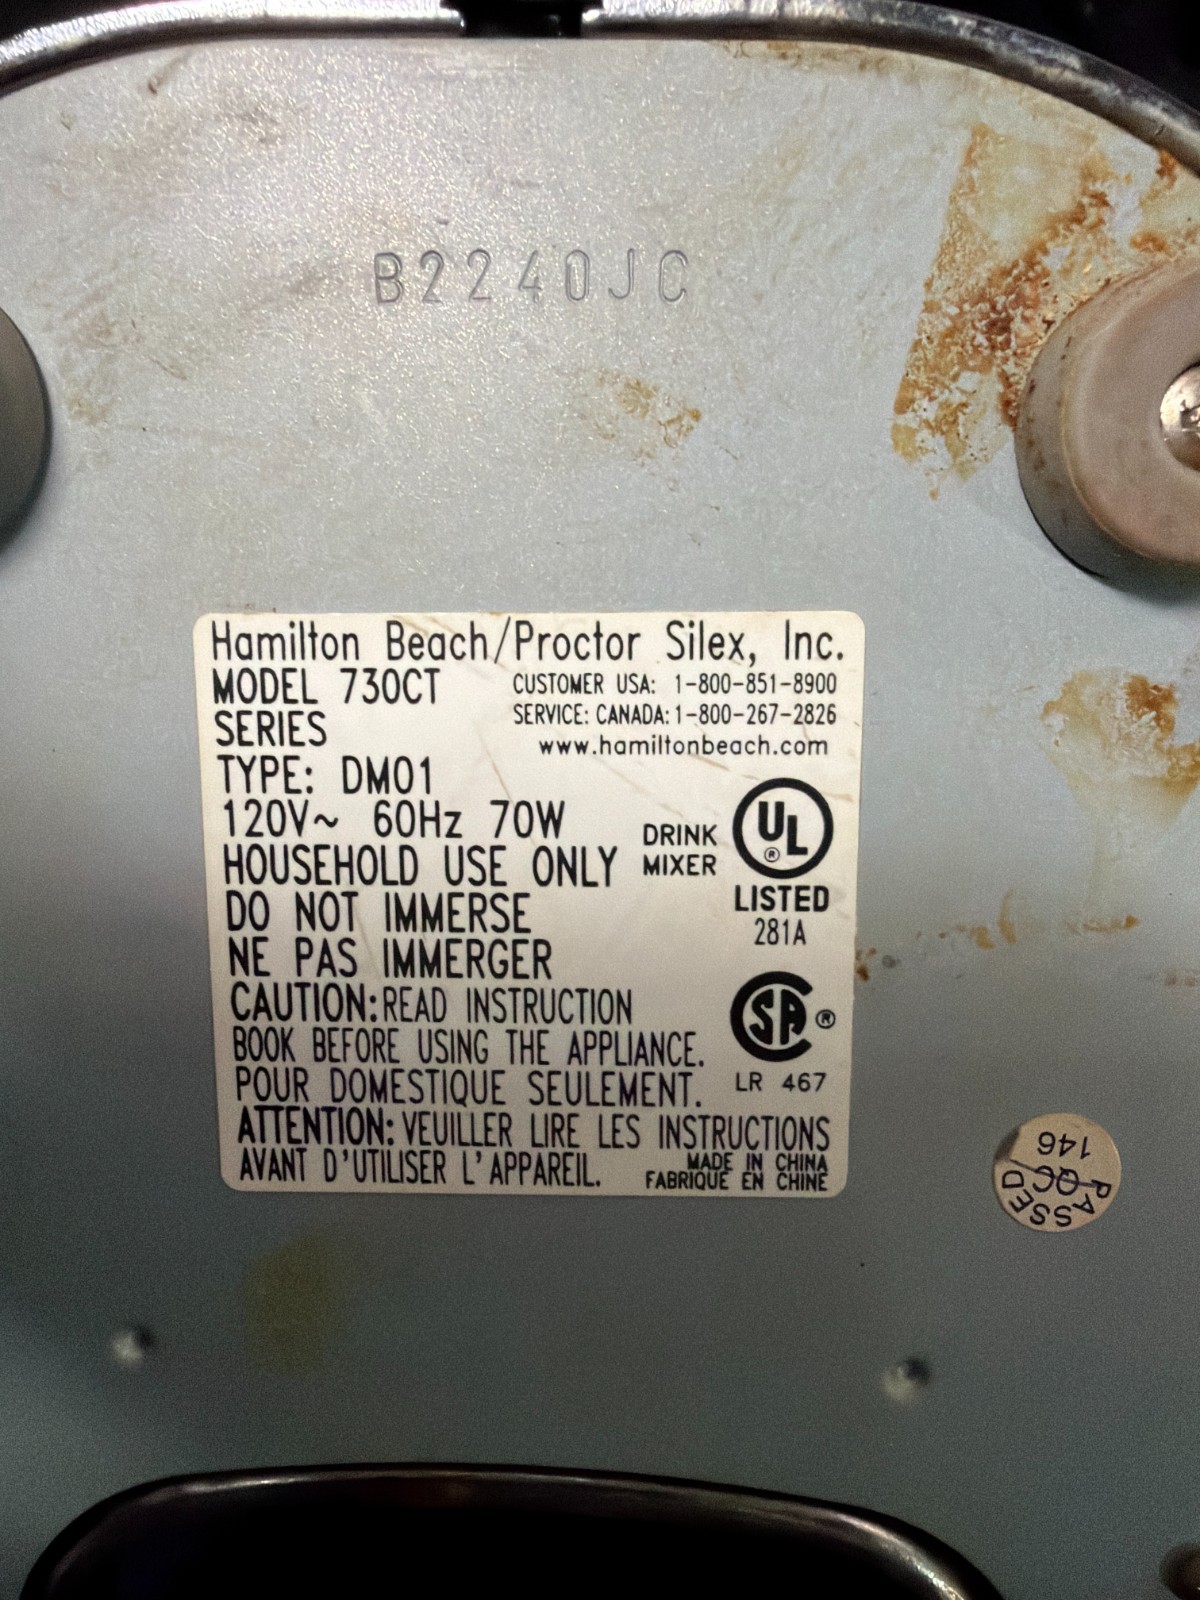 B2240JC
Hamilton Beach/Proctor Silex, Inc.
MODEL 730CT
SERIES
CUSTOMER USA: 1-800-851-8900
SERVICE: CANADA: 1-800-267-2826
www.hamiltonbeach.com
TYPE: DM01
120V~ 60Hz 70W
HOUSEHOLD USE ONLY
DRINK
MIXER
UL
®
LISTED
281A
DO NOT IMMERSE
NE PAS IMMERGER
CAUTION: READ INSTRUCTION
BOOK BEFORE USING THE APPLIANCE.
SA ®
LR 467
POUR DOMESTIQUE SEULEMENT.
ATTENTION: VEUILLER LIRE LES INSTRUCTIONS
AVANT D'UTILISER L'APPAREIL.
MADE IN CHINA
FABRIQUÉ EN CHINE
PASSED
QC
146